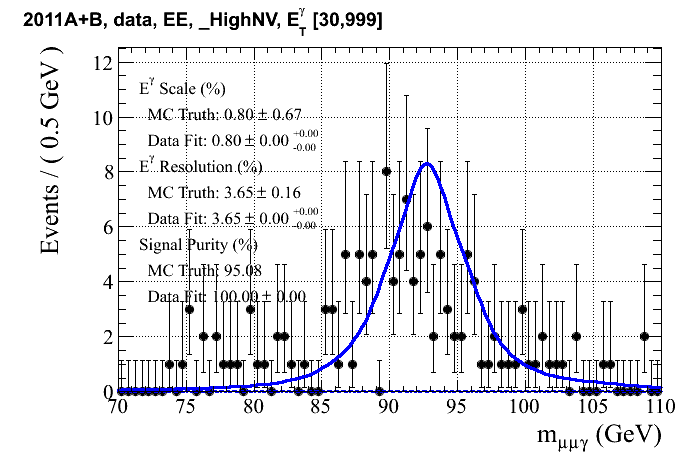 2011A+B, data, EE, _HighNV, E_T^γ [30,999]
Events / ( 0.5 GeV )
12
10
8
6
4
2
0
E^γ Scale (%)
MC Truth: 0.80 ± 0.67
Data Fit: 0.80 ± 0.00 +0.00 -0.00
E^γ Resolution (%)
MC Truth: 3.65 ± 0.16
Data Fit: 3.65 ± 0.00 +0.00 -0.00
Signal Purity (%)
MC Truth: 95.08
Data Fit: 100.00 ± 0.00
70 75 80 85 90 95 100 105 110
m_μμγ (GeV)